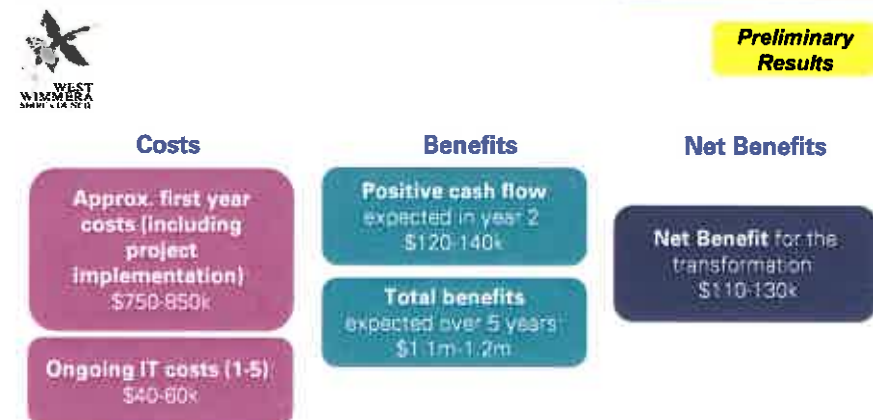 WEST
WIMMERA
SHIRE COUNCIL
Preliminary
Results
Costs
Approx. first year
costs (including
project
implementation)
$750-850k
Ongoing IT costs (1-5)
$40-60k
Benefits
Positive cash flow
expected in year 2
$120-140k
Total benefits
expected over 5 years
$1.1m-1.2m
Net Benefits
Net Benefit for the
transformation
$110-130k